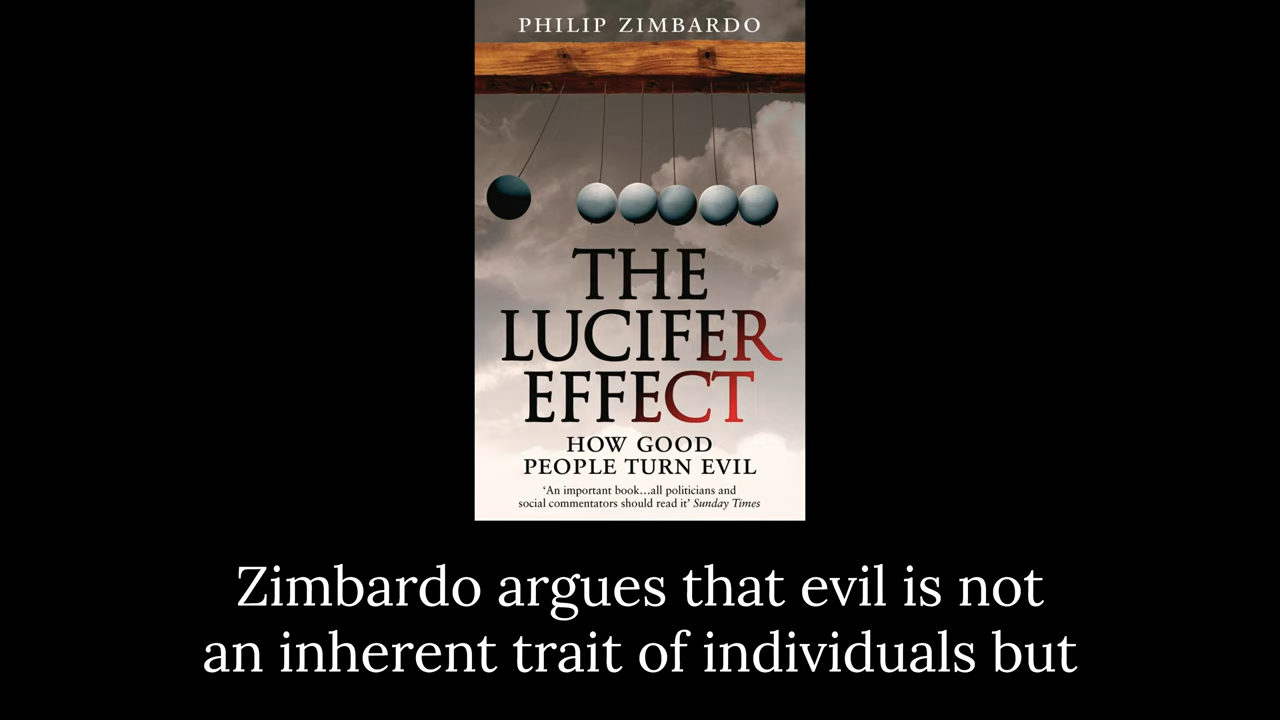 PHILIP ZIMBARDO
THE
LUCIFER
EFFECT
HOW GOOD
PEOPLE TURN EVIL
‘An important book...all politicians and
social commentators should read it’ Sunday Times
Zimbardo argues that evil is not
an inherent trait of individuals but